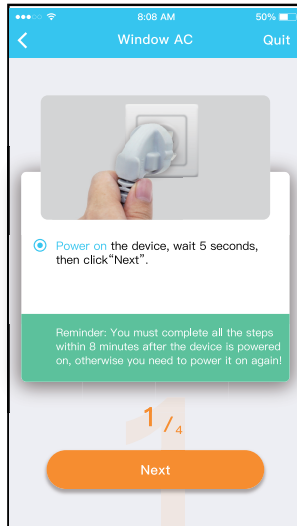 8:08 AM
50%
Window AC
Quit
Power on the device, wait 5 seconds,
then click“Next”.
Reminder: You must complete all the steps
within 8 minutes after the device is powered
on, otherwise you need to power it on again!
1/4
Next